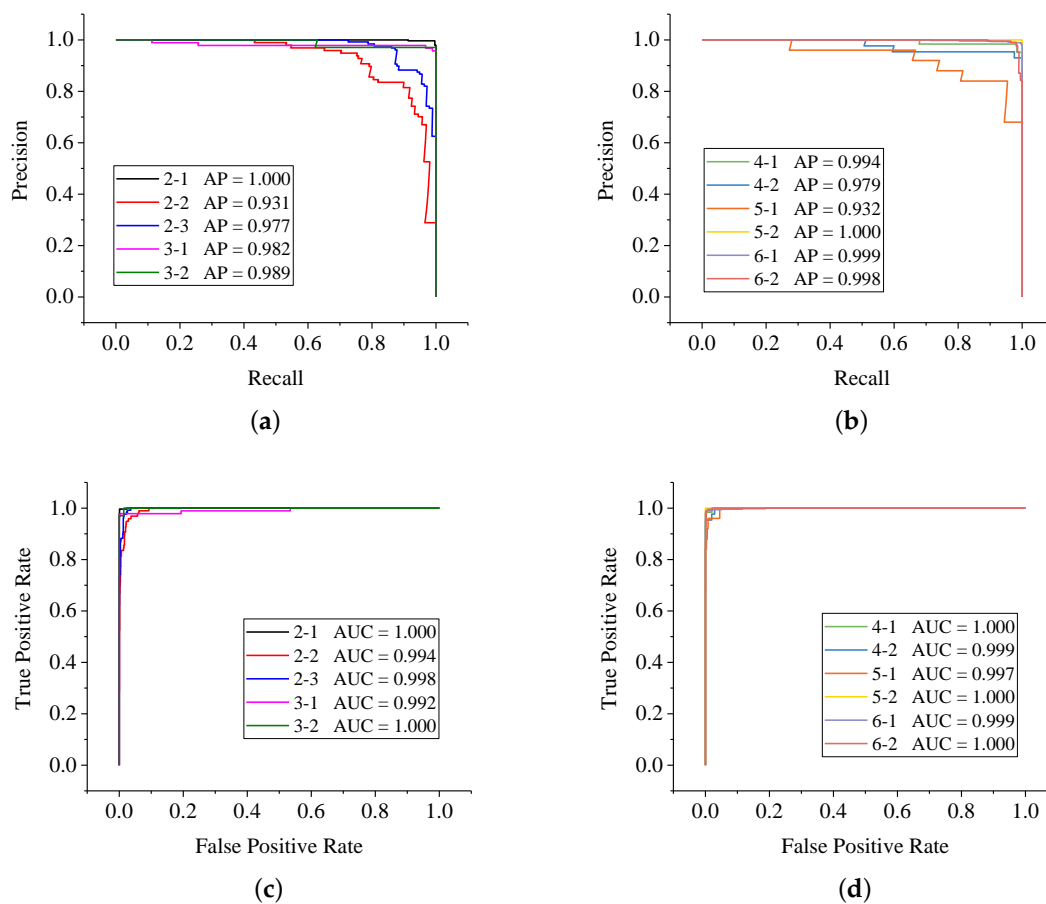 1.0
0.8
0.6
0.4
0.2
0.0
Precision
2-1 AP = 1.000
2-2 AP = 0.931
2-3 AP = 0.977
3-1 AP = 0.982
3-2 AP = 0.989
0.0 0.2 0.4 0.6 0.8 1.0
Recall
(a)
1.0
0.8
0.6
0.4
0.2
0.0
Precision
4-1 AP = 0.994
4-2 AP = 0.979
5-1 AP = 0.932
5-2 AP = 1.000
6-1 AP = 0.999
6-2 AP = 0.998
0.0 0.2 0.4 0.6 0.8 1.0
Recall
(b)
1.0
0.8
0.6
0.4
0.2
0.0
True Positive Rate
2-1 AUC = 1.000
2-2 AUC = 0.994
2-3 AUC = 0.998
3-1 AUC = 0.992
3-2 AUC = 1.000
0.0 0.2 0.4 0.6 0.8 1.0
False Positive Rate
(c)
1.0
0.8
0.6
0.4
0.2
0.0
True Positive Rate
4-1 AUC = 1.000
4-2 AUC = 0.999
5-1 AUC = 0.997
5-2 AUC = 1.000
6-1 AUC = 0.999
6-2 AUC = 1.000
0.0 0.2 0.4 0.6 0.8 1.0
False Positive Rate
(d)